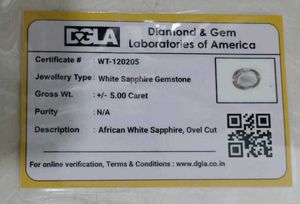 DGLA
Diamond & Gem
Laboratories of America
Certificate # : WT-120205
Jewellery Type : White Sapphire Gemstone
Gross Wt. : +/- 5.00 Caret
Purity : N/A
Description : African White Sapphire, Ovel Cut
For online verification, Terms & Conditions : www.dgla.co.in